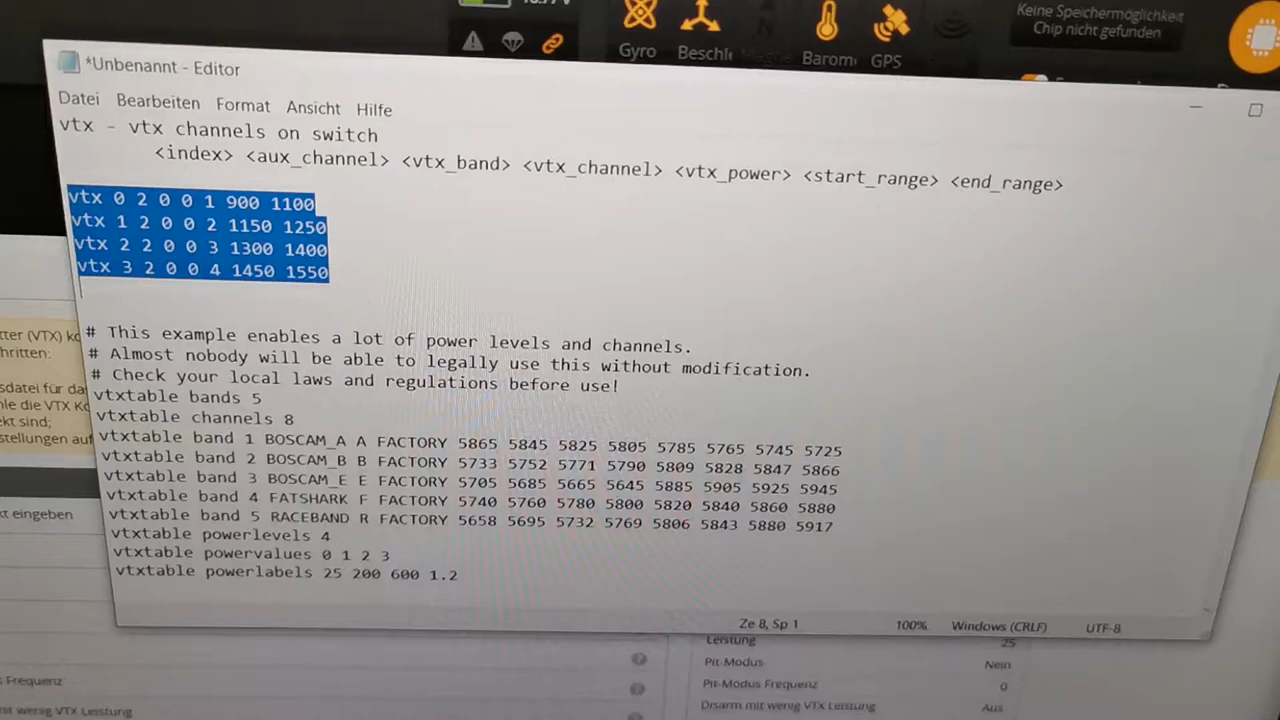 Keine Speichermöglichkeit
Chip nicht gefunden
Gyro
GPS
*Unbenannt - Editor
Datei Bearbeiten Format Ansicht Hilfe
vtx - vtx channels on switch
<index> <aux_channel> <vtx_band> <vtx_channel> <vtx_power> <start_range> <end_range>
vtx 0 2 0 0 1 900 1100
vtx 1 2 0 0 2 1150 1250
vtx 2 2 0 0 3 1300 1400
vtx 3 2 0 0 4 1450 1550
# This example enables a lot of power levels and channels.
# Almost nobody will be able to legally use this without modification.
# Check your local laws and regulations before use!
vtxtable bands 5
vtxtable channels 8
vtxtable band 1 BOSCAM_A A FACTORY 5865 5845 5825 5805 5785 5765 5745 5725
vtxtable band 2 BOSCAM_B B FACTORY 5733 5752 5771 5790 5809 5828 5847 5866
vtxtable band 3 BOSCAM_E E FACTORY 5705 5685 5665 5645 5885 5905 5925 5945
vtxtable band 4 FATSHARK F FACTORY 5740 5760 5780 5800 5820 5840 5860 5880
vtxtable band 5 RACEBAND R FACTORY 5658 5695 5732 5769 5806 5843 5880 5917
vtxtable powerlevels 4
vtxtable powervalues 0 1 2 3
vtxtable powerlabels 25 200 600 1.2
Ze 8, Sp 1 100% Windows (CRLF) UTF-8
(VTX)
die VTX
eingeben
Frequenz
mit wenig VTX Leistung
Leistung 25
Pit-Modus Nein
Pit-Modus Frequenz 0
Disarm mit wenig VTX Leistung Aus